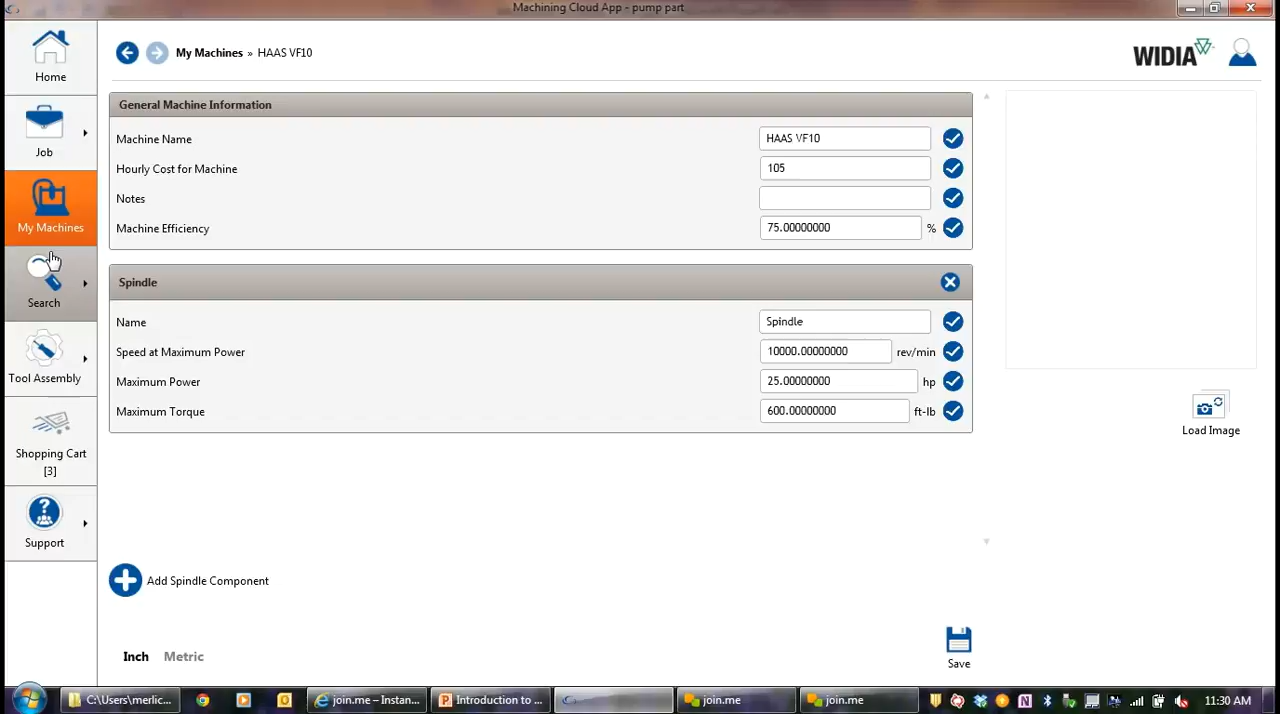 Machining Cloud App - pump part
Home
Job
My Machines
Search
Tool Assembly
Shopping Cart
[3]
Support
My Machines » HAAS VF10
WIDIA
General Machine Information
Machine Name HAAS VF10
Hourly Cost for Machine 105
Notes
Machine Efficiency 75.00000000 %
Spindle
Name Spindle
Speed at Maximum Power 10000.00000000 rev/min
Maximum Power 25.00000000 hp
Maximum Torque 600.00000000 ft-lb
Load Image
Add Spindle Component
Inch Metric
Save
C:\Users\merlic... join.me – Instan... Introduction to ... join.me join.me 11:30 AM